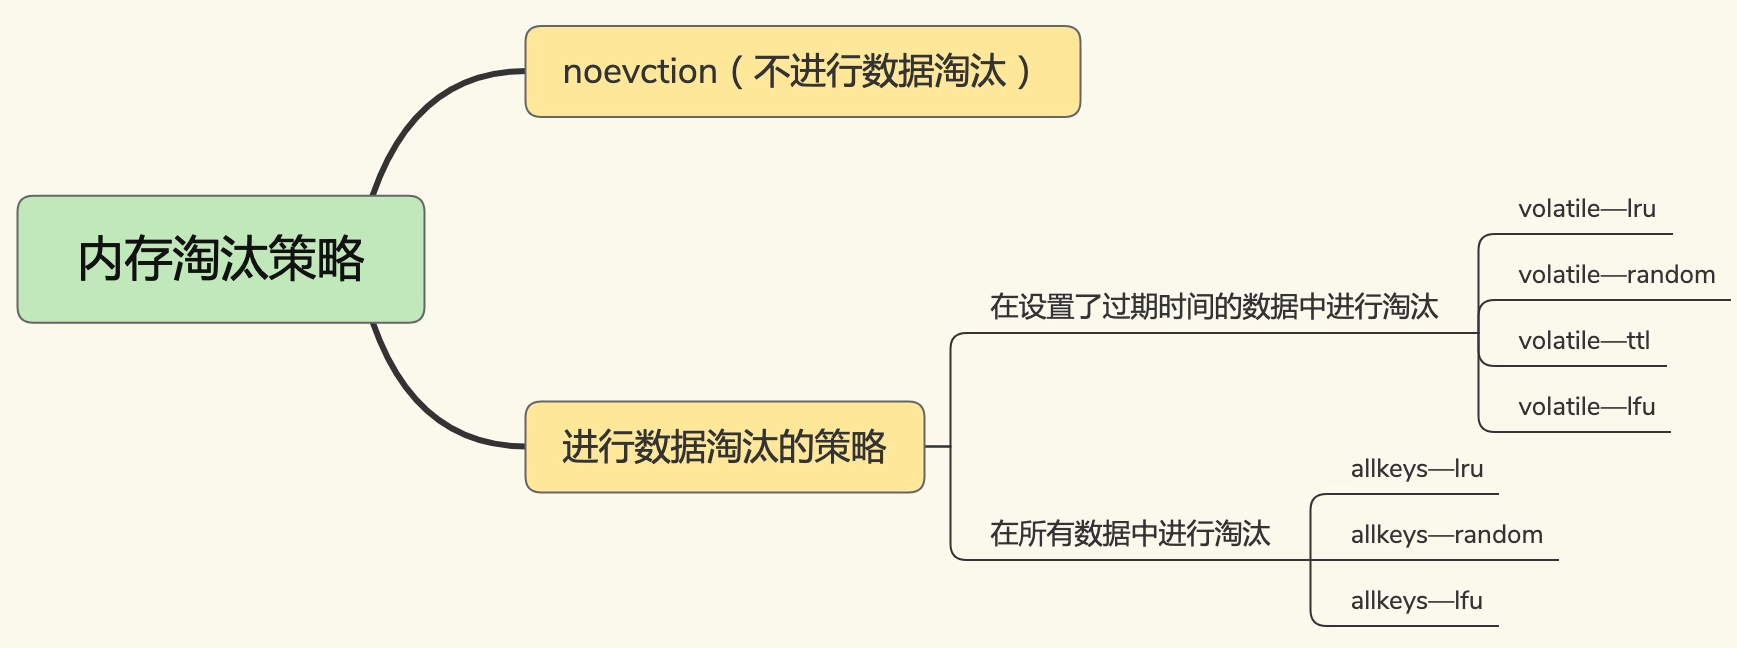 内存淘汰策略
noevction（不进行数据淘汰）
进行数据淘汰的策略
在设置了过期时间的数据中进行淘汰
volatile—lru
volatile—random
volatile—ttl
volatile—lfu
在所有数据中进行淘汰
allkeys—lru
allkeys—random
allkeys—lfu